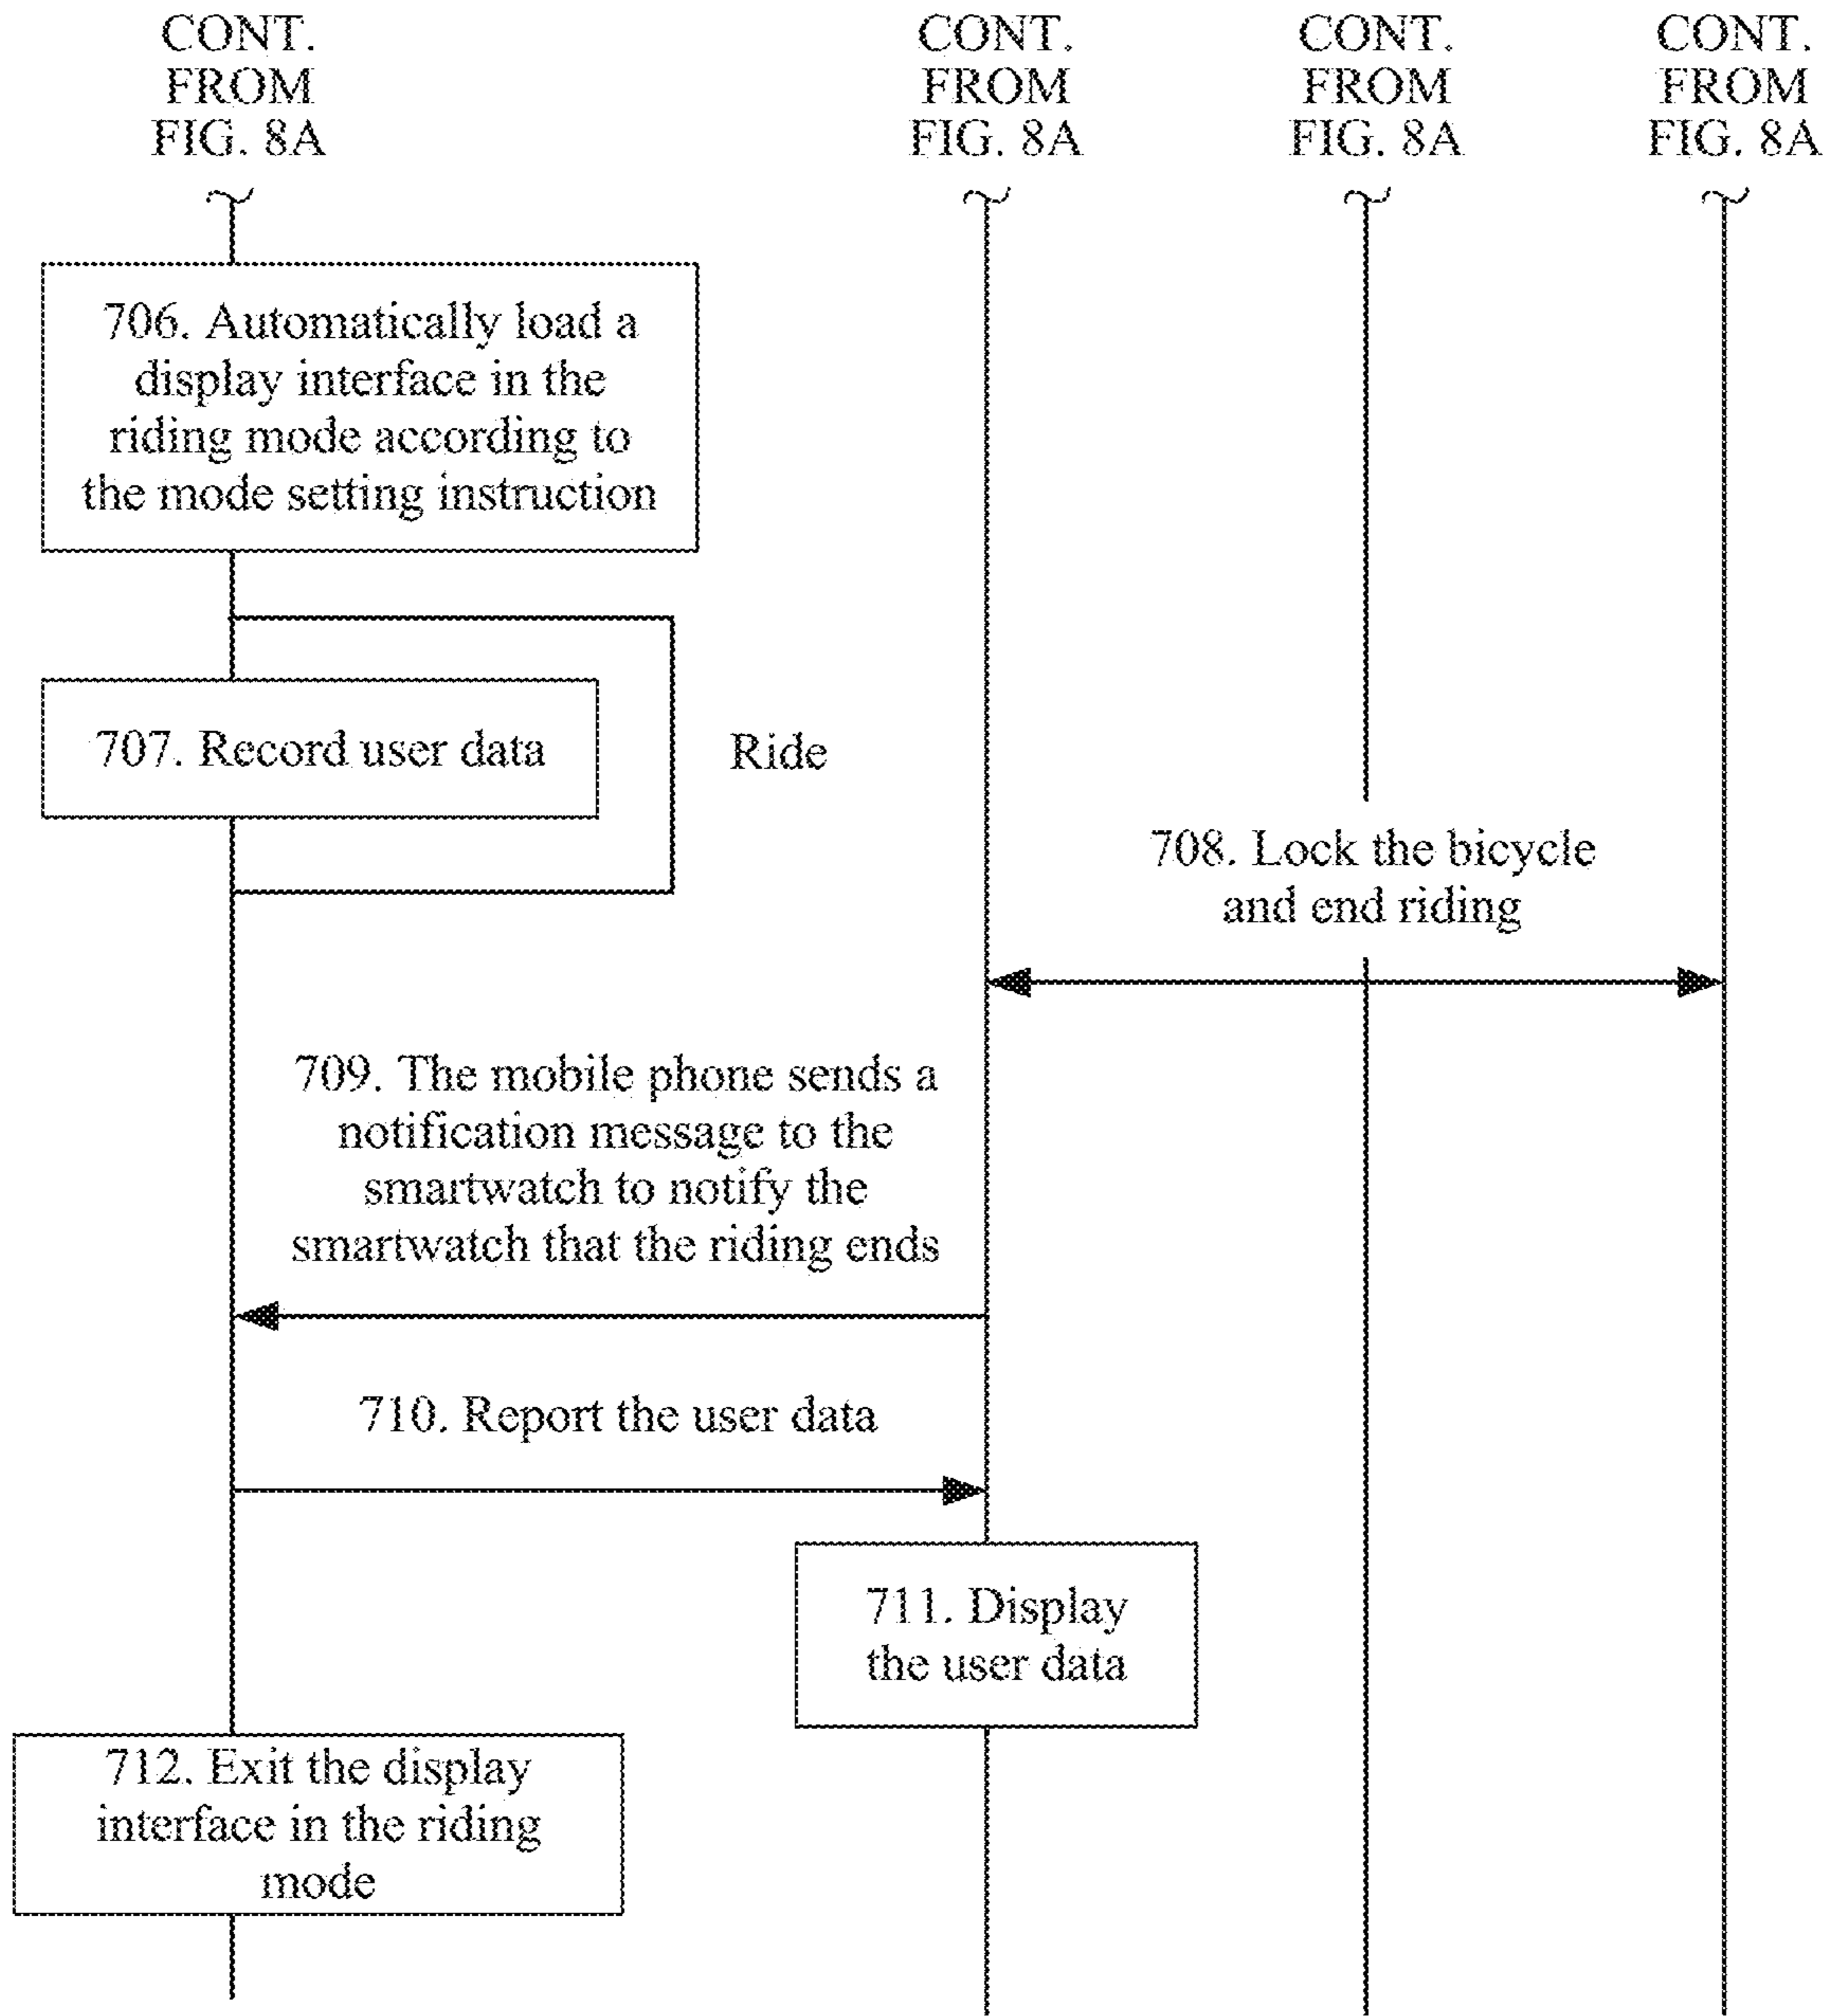 CONT.
FROM
FIG. 8A
CONT.
FROM
FIG. 8A
CONT.
FROM
FIG. 8A
CONT.
FROM
FIG. 8A
706. Automatically load a
display interface in the
riding mode according to
the mode setting instruction
707. Record user data
Ride
708. Lock the bicycle
and end riding
709. The mobile phone sends a
notification message to the
smartwatch to notify the
smartwatch that the riding ends
710. Report the user data
711. Display
the user data
712. Exit the display
interface in the riding
mode